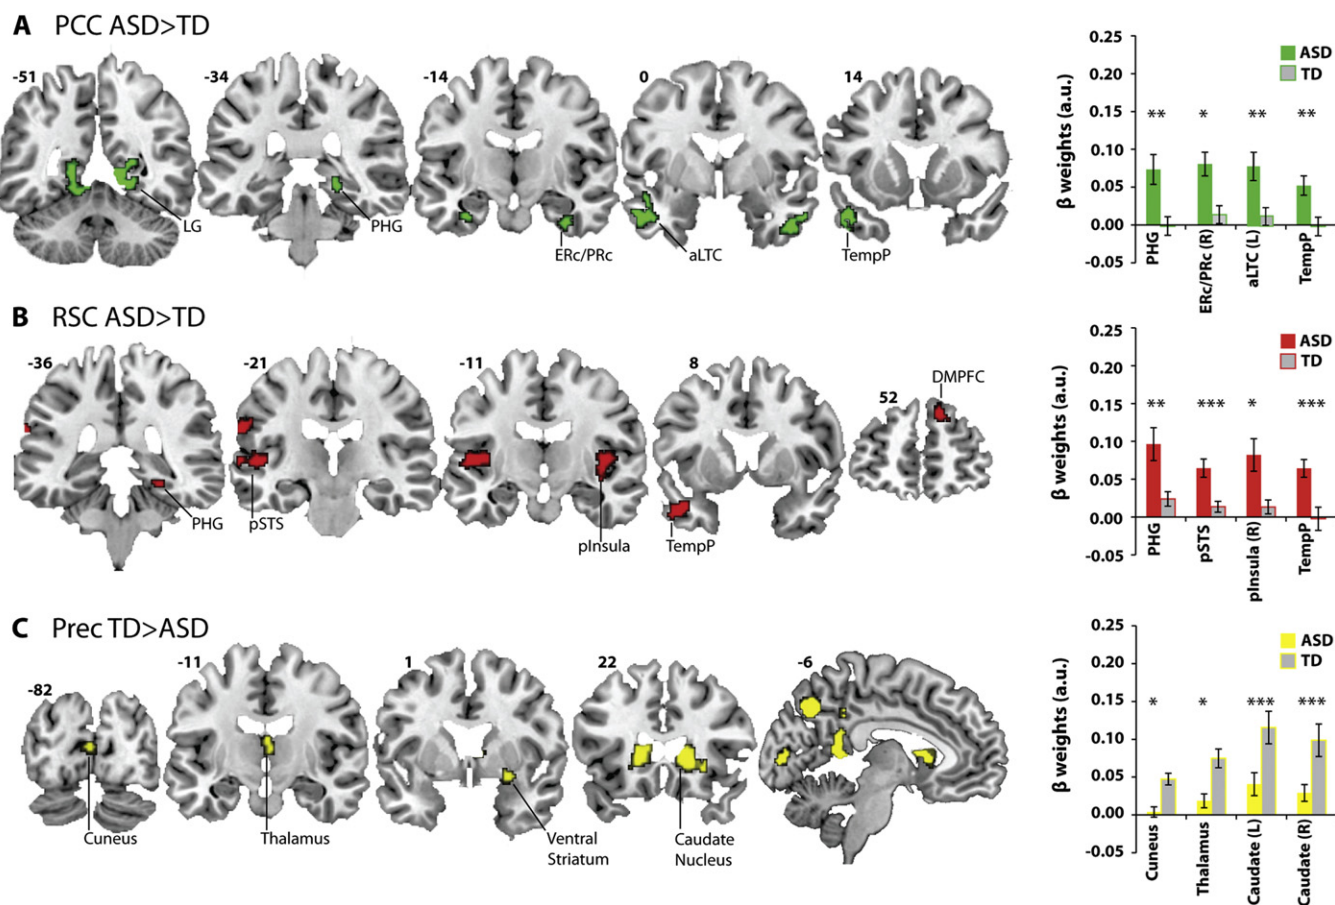 A PCC ASD>TD
-51
-34
-14
0
14
LG
PHG
ERc/PRc
aLTC
TempP
0.25
0.20
0.15
0.10
0.05
0.00
-0.05
β weights (a.u.)
ASD
TD
** * ** **
PHG
ERc/PRc (R)
aLTC (L)
TempP
B RSC ASD>TD
-36
-21
-11
8
52
DMPFC
PHG
pSTS
pInsula
TempP
0.25
0.20
0.15
0.10
0.05
0.00
-0.05
β weights (a.u.)
ASD
TD
** *** * ***
PHG
pSTS
pInsula (R)
TempP
C Prec TD>ASD
-82
-11
1
22
-6
Cuneus
Thalamus
Ventral
Striatum
Caudate
Nucleus
0.25
0.20
0.15
0.10
0.05
0.00
-0.05
β weights (a.u.)
ASD
TD
* * *** ***
Cuneus
Thalamus
Caudate (L)
Caudate (R)